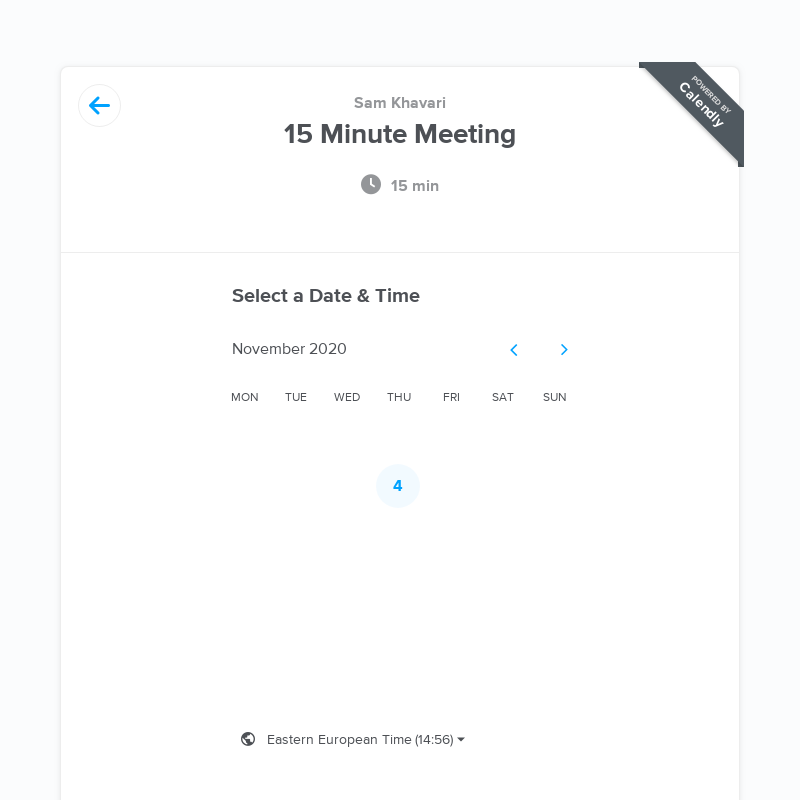 POWERED BY
Calendly
Sam Khavari
15 Minute Meeting
15 min
Select a Date & Time
November 2020
MON TUE WED THU FRI SAT SUN
4
Eastern European Time (14:56)